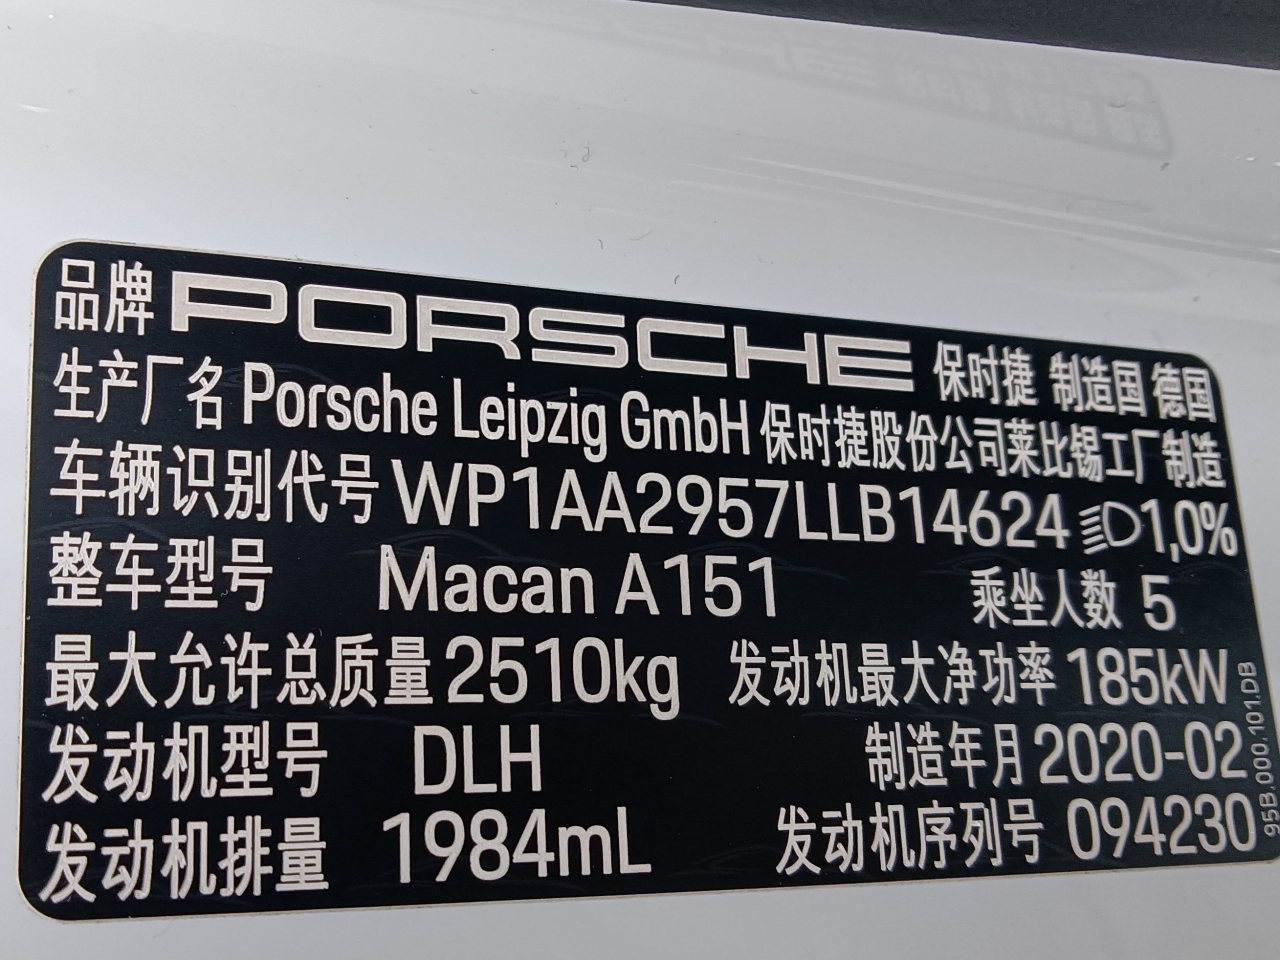 品牌 PORSCHE 保时捷 制造国 德国
生产厂名 Porsche Leipzig GmbH 保时捷股份公司莱比锡工厂制造
车辆识别代号 WP1AA2957LLB14624 1,0%
整车型号 Macan A151 乘坐人数 5
最大允许总质量 2510kg 发动机最大净功率 185kW
发动机型号 DLH 制造年月 2020-02
发动机排量 1984mL 发动机序列号 094230
95B.000.101.DB